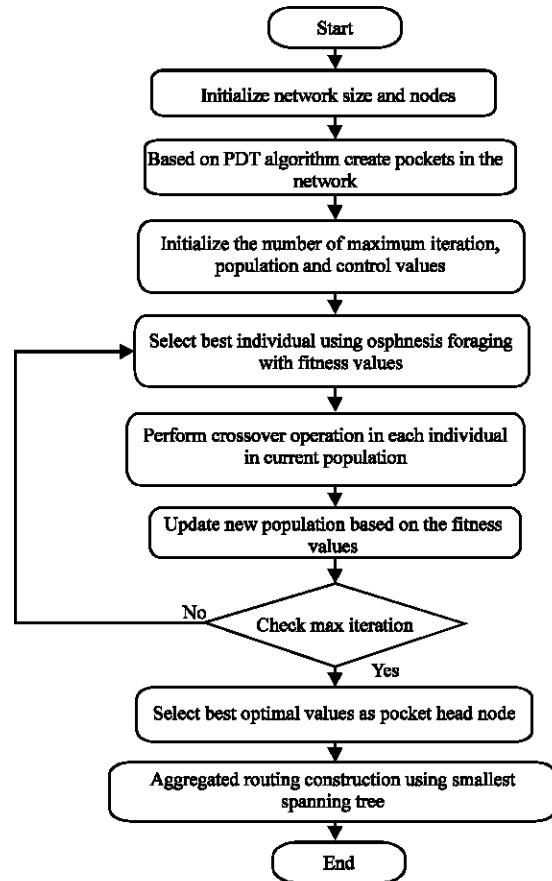 Start
Initialize network size and nodes
Based on PDT algorithm create pockets in the
network
Initialize the number of maximum iteration,
population and control values
Select best individual using osphnesis foraging
with fitness values
Perform crossover operation in each individual
in current population
Update new population based on the fitness
values
No
Check max iteration
Yes
Select best optimal values as pocket head node
Aggregated routing construction using smallest
spanning tree
End